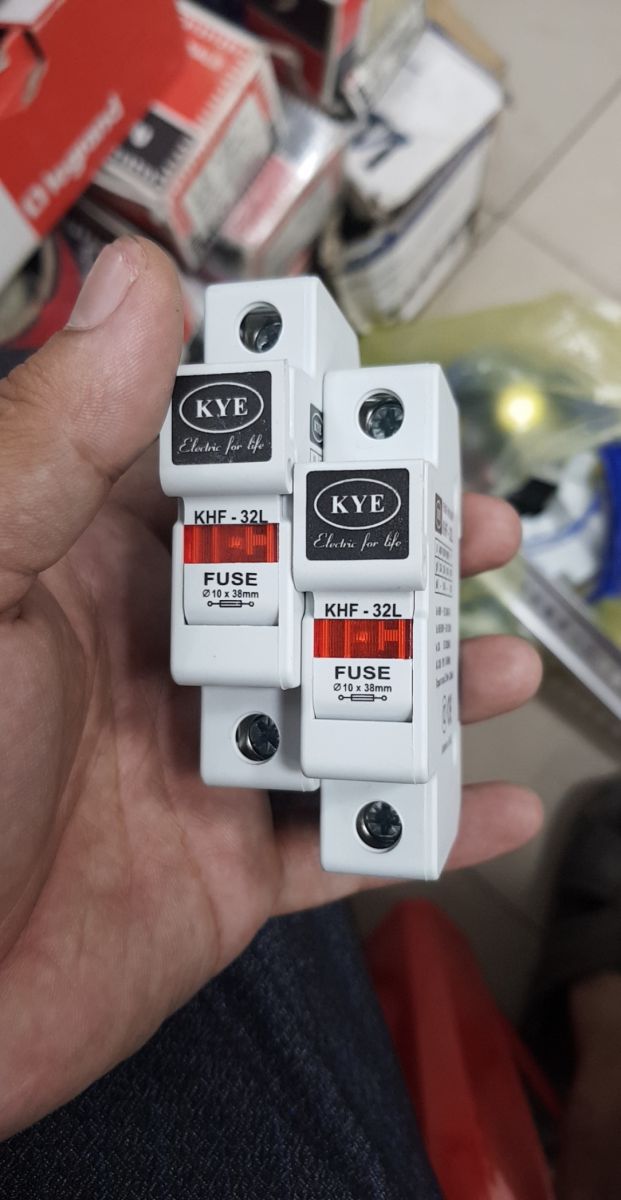 legrand
KYE
Electric for life
KHF - 32L
FUSE
Ø 10 x 38mm
KYE
Electric for life
KHF - 32L
FUSE
Ø 10 x 38mm